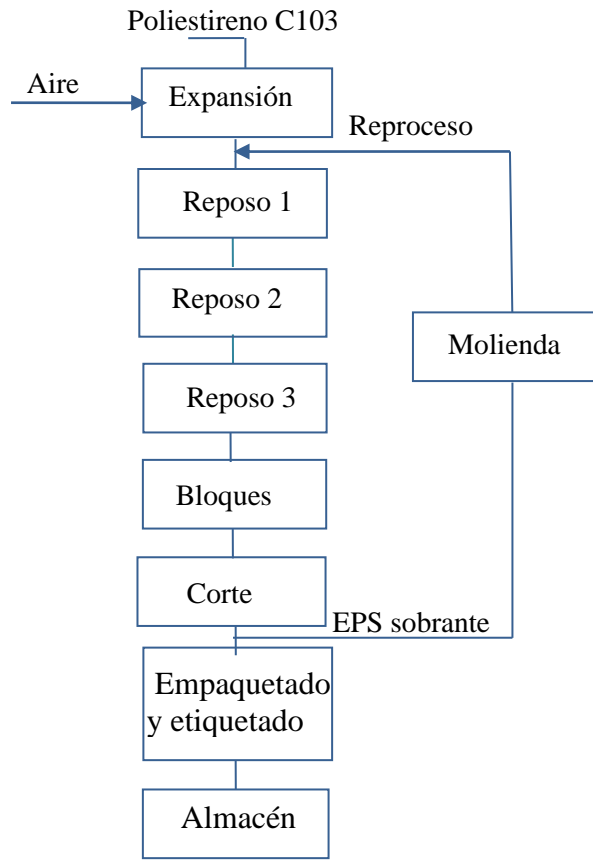 Poliestireno C103
Aire
Expansión
Reproceso
Reposo 1
Reposo 2
Molienda
Reposo 3
Bloques
Corte
EPS sobrante
Empaquetado
y etiquetado
Almacén